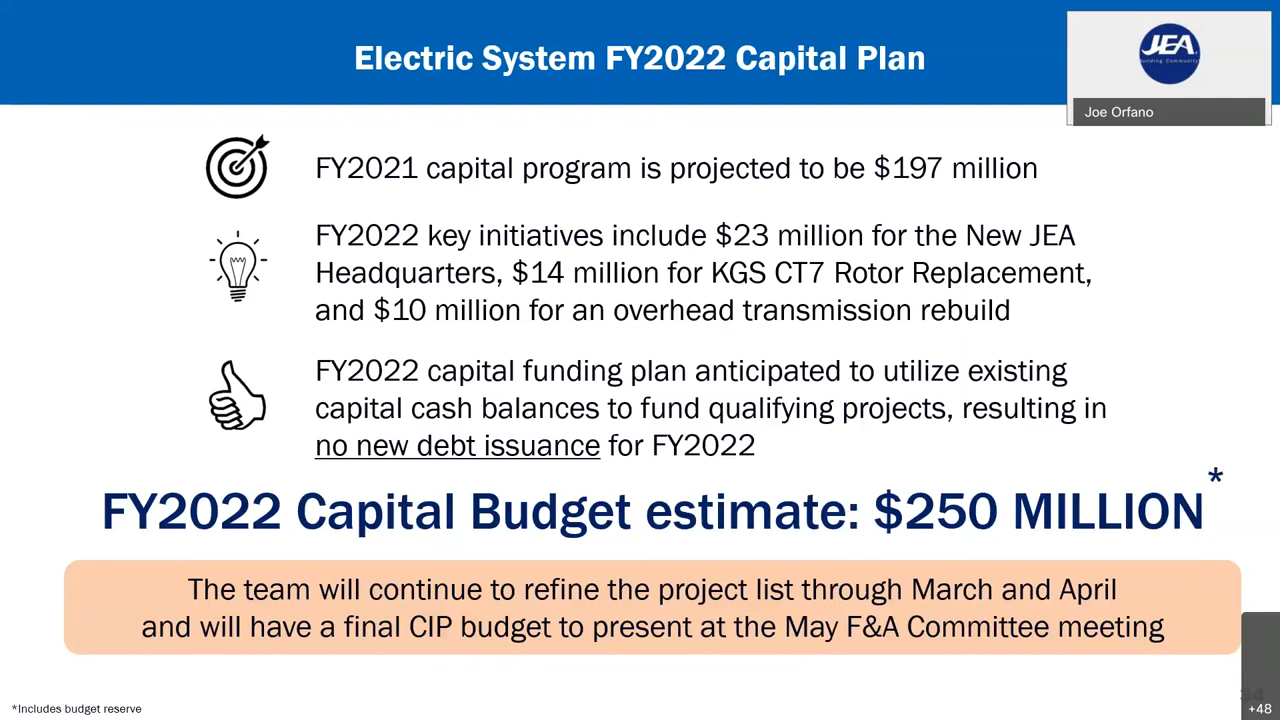 Electric System FY2022 Capital Plan
JEA
Building Community
Joe Orfano
FY2021 capital program is projected to be $197 million
FY2022 key initiatives include $23 million for the New JEA
Headquarters, $14 million for KGS CT7 Rotor Replacement,
and $10 million for an overhead transmission rebuild
FY2022 capital funding plan anticipated to utilize existing
capital cash balances to fund qualifying projects, resulting in
no new debt issuance for FY2022
FY2022 Capital Budget estimate: $250 MILLION*
The team will continue to refine the project list through March and April
and will have a final CIP budget to present at the May F&A Committee meeting
*Includes budget reserve
34
+48